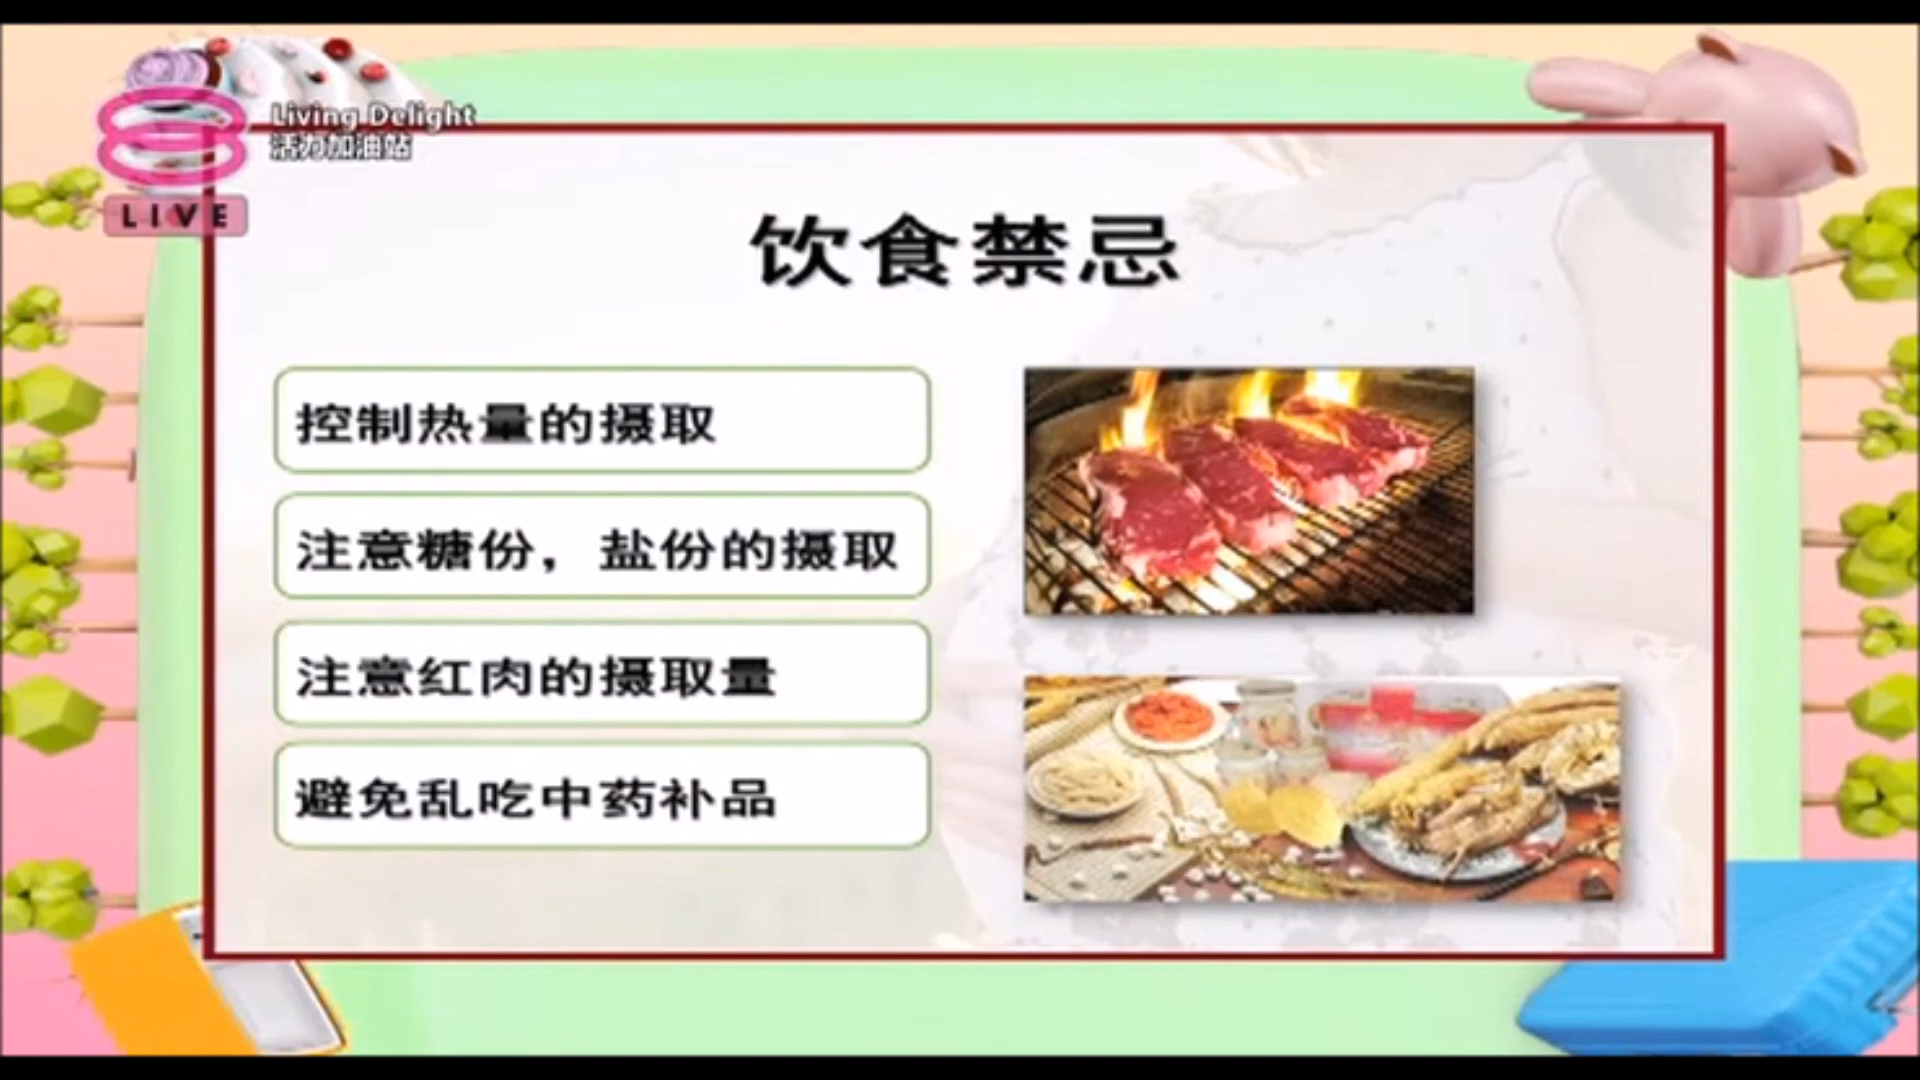 Living Delight
活力加油站
LIVE
饮食禁忌
控制热量的摄取
注意糖份，盐份的摄取
注意红肉的摄取量
避免乱吃中药补品